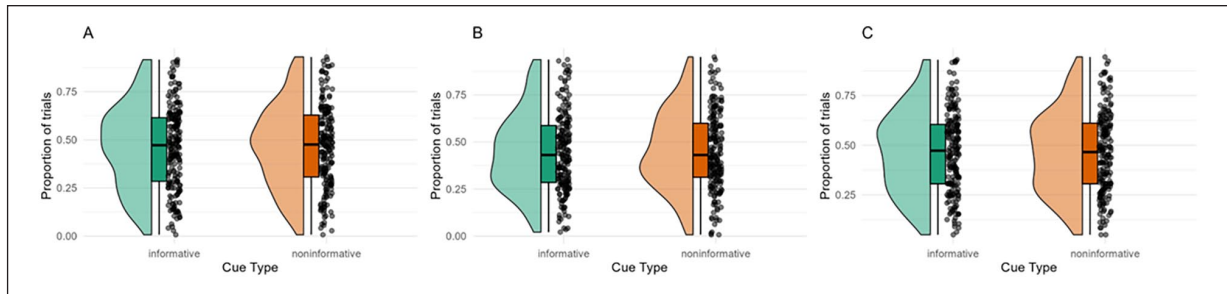 A
Proportion of trials
0.75
0.50
0.25
0.00
informative
noninformative
Cue Type
B
Proportion of trials
0.75
0.50
0.25
0.00
informative
noninformative
Cue Type
C
Proportion of trials
0.75
0.50
0.25
informative
noninformative
Cue Type